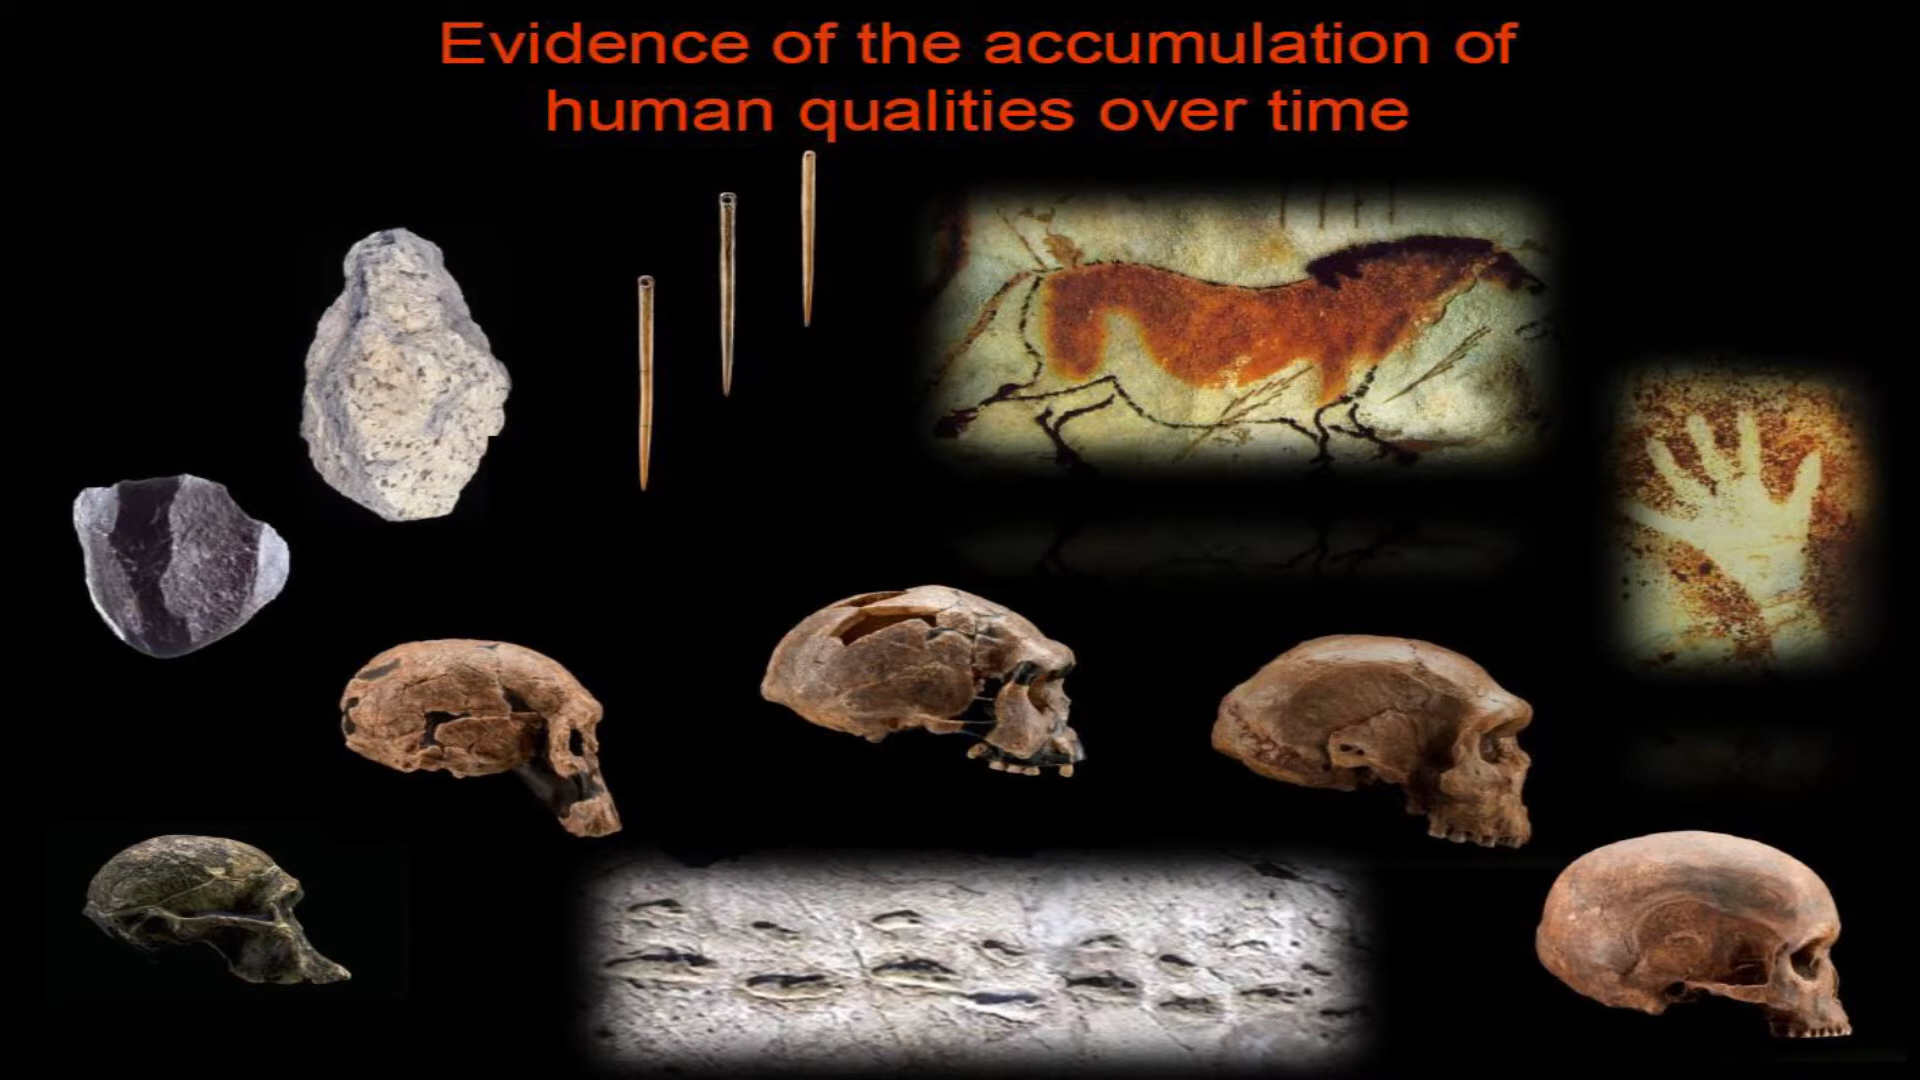 Evidence of the accumulation of
human qualities over time